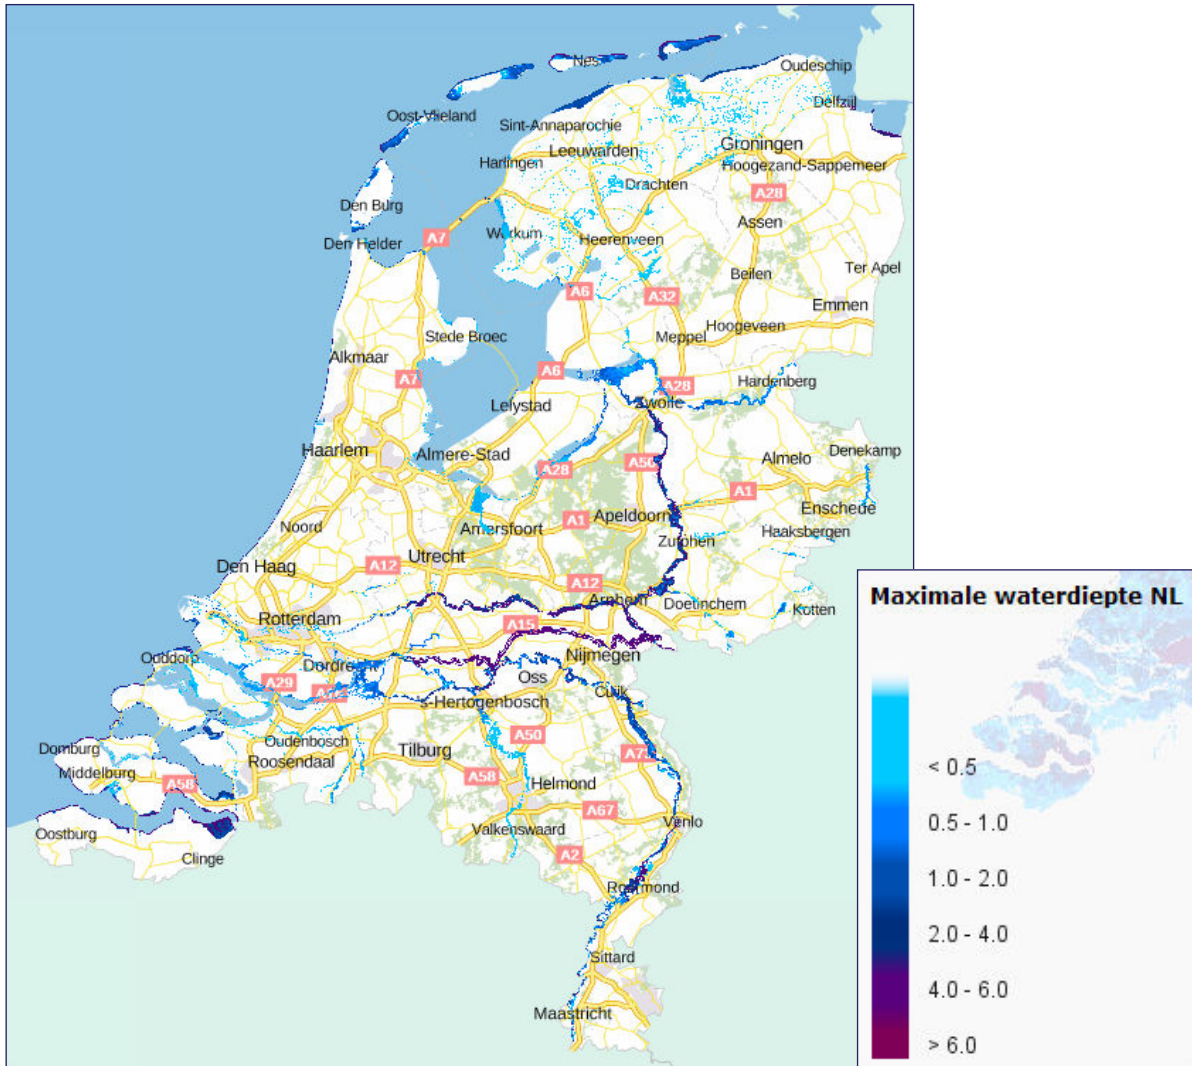 Nes
Oudeschip
Oost-Vlieland
Delfzijl
Sint-Annaparochie
Groningen
Leeuwarden
Harlingen
Hoogezand-Sappemeer
Drachten
A28
Den Burg
Assen
Workum
A7
Heerenveen
Den Helder
Ter Apel
Beilen
A6
A32
Emmen
Hoogeveen
Stede Broec
Meppel
Alkmaar
A6
A7
A28
Hardenberg
Lelystad
Zwolle
Haarlem
Almere-Stad
Denekamp
Almelo
A28
A50
A1
Enschede
Noord
Amersfoort
A1
Apeldoorn
Haaksbergen
Zutphen
Utrecht
Den Haag
A12
A12
Arnhem
Doetinchem
Kotten
Rotterdam
A15
Ouddorp
Nijmegen
Dordrecht
Oss
A29
Cuijk
's-Hertogenbosch
A50
Oudenbosch
Domburg
Tilburg
Roosendaal
Middelburg
A58
A58
Helmond
A67
Venlo
Oostburg
Valkenswaard
Clinge
A2
Roermond
Sittard
Maastricht
Maximale waterdiepte NL
< 0.5
0.5 - 1.0
1.0 - 2.0
2.0 - 4.0
4.0 - 6.0
> 6.0